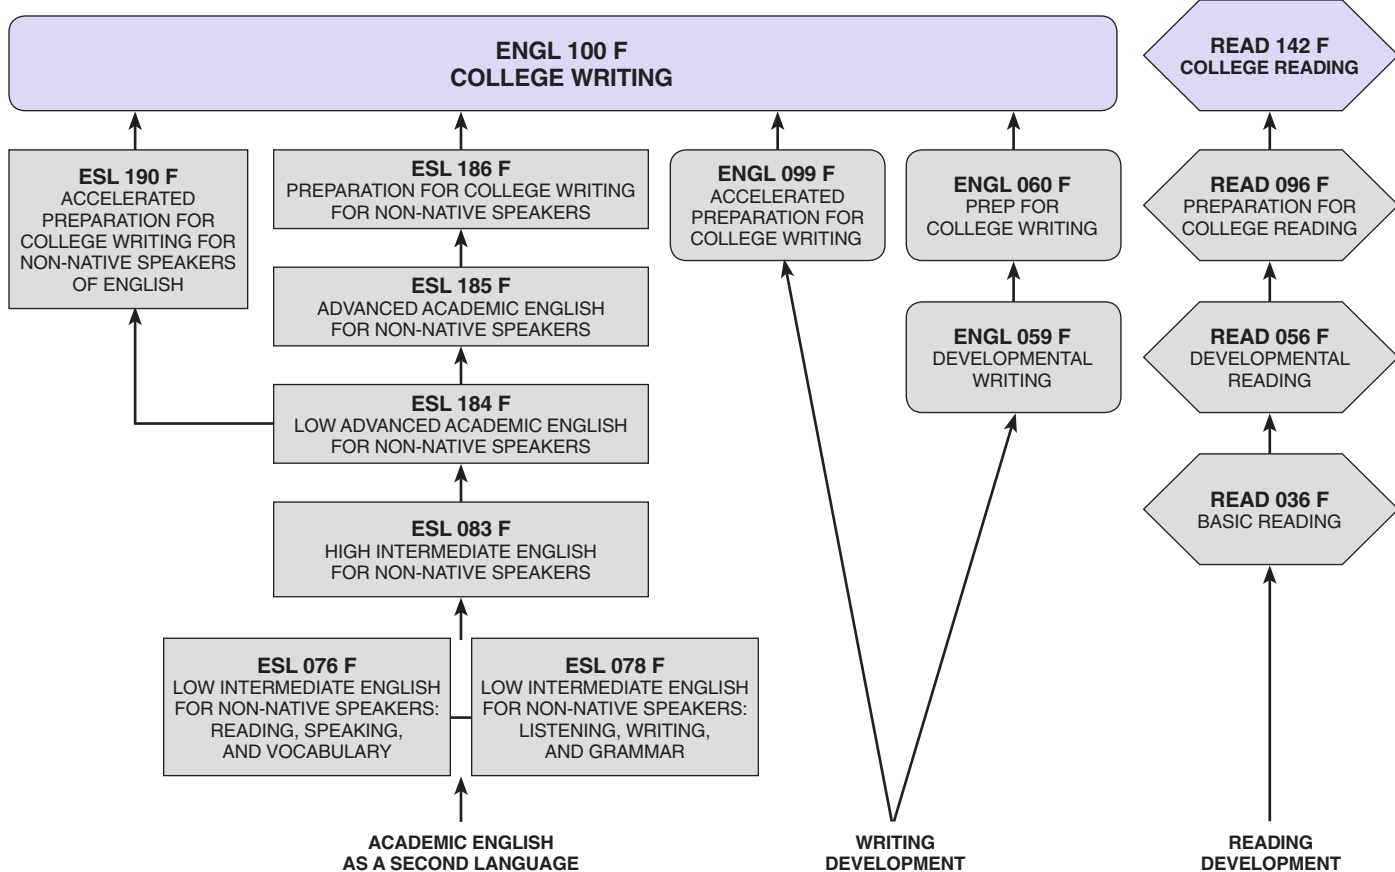 ENGL 100 F
COLLEGE WRITING
READ 142 F
COLLEGE READING
ESL 190 F
ACCELERATED
PREPARATION FOR
COLLEGE WRITING FOR
NON-NATIVE SPEAKERS
OF ENGLISH
ESL 186 F
PREPARATION FOR COLLEGE WRITING
FOR NON-NATIVE SPEAKERS
ENGL 099 F
ACCELERATED
PREPARATION FOR
COLLEGE WRITING
ENGL 060 F
PREP FOR
COLLEGE WRITING
READ 096 F
PREPARATION FOR
COLLEGE READING
ESL 185 F
ADVANCED ACADEMIC ENGLISH
FOR NON-NATIVE SPEAKERS
ENGL 059 F
DEVELOPMENTAL
WRITING
READ 056 F
DEVELOPMENTAL
READING
ESL 184 F
LOW ADVANCED ACADEMIC ENGLISH
FOR NON-NATIVE SPEAKERS
READ 036 F
BASIC READING
ESL 083 F
HIGH INTERMEDIATE ENGLISH
FOR NON-NATIVE SPEAKERS
ESL 076 F
LOW INTERMEDIATE ENGLISH
FOR NON-NATIVE SPEAKERS:
READING, SPEAKING,
AND VOCABULARY
ESL 078 F
LOW INTERMEDIATE ENGLISH
FOR NON-NATIVE SPEAKERS:
LISTENING, WRITING,
AND GRAMMAR
ACADEMIC ENGLISH
AS A SECOND LANGUAGE
WRITING
DEVELOPMENT
READING
DEVELOPMENT